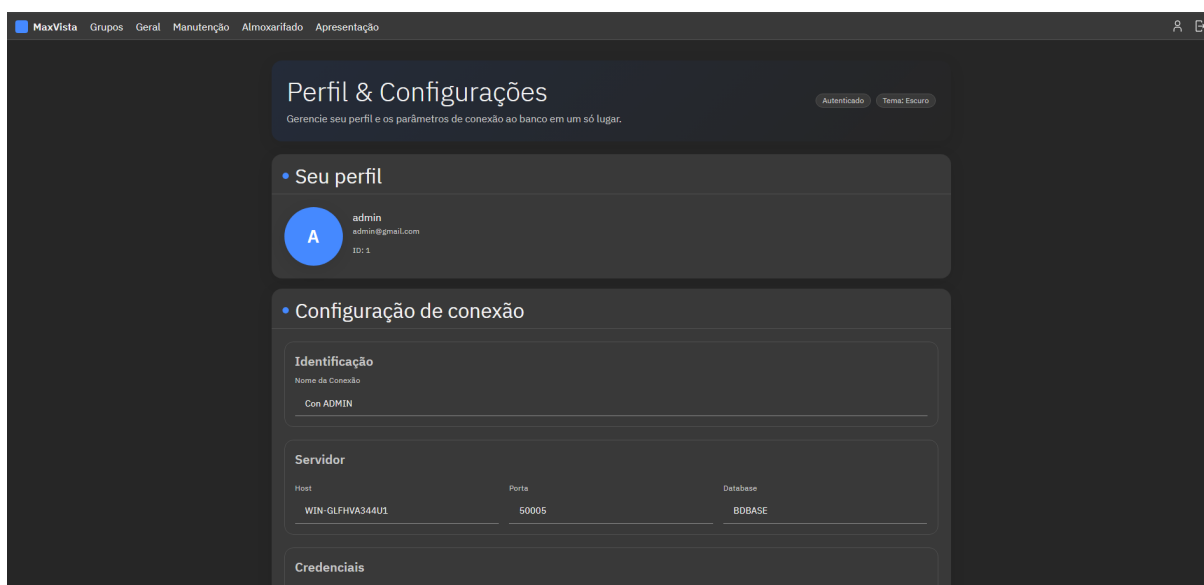 MaxVista Grupos Geral Manutenção Almoxarifado Apresentação
Perfil & Configurações
Gerencie seu perfil e os parâmetros de conexão ao banco em um só lugar.
Autenticado Tema: Escuro
Seu perfil
A
admin
admin@gmail.com
ID: 1
Configuração de conexão
Identificação
Nome da Conexão
Con ADMIN
Servidor
Host Porta Database
WIN-GLFHVA344U1 50005 BDBASE
Credenciais